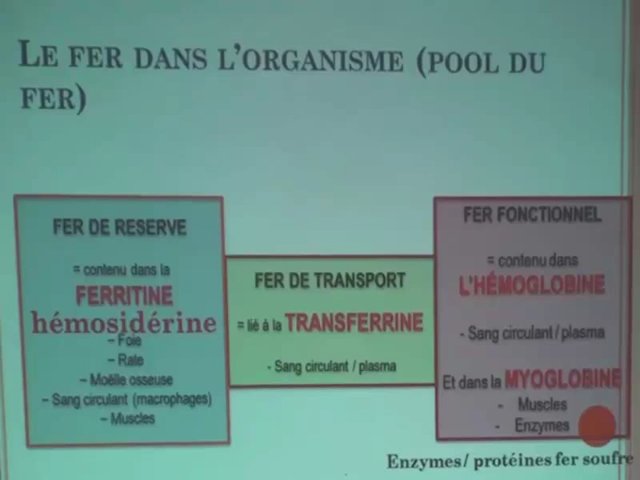 LE FER DANS L'ORGANISME (POOL DU
FER)
FER DE RESERVE
= contenu dans la
FERRITINE
hémosidérine
– Foie
– Rate
– Moëlle osseuse
– Sang circulant (macrophages)
– Muscles
FER DE TRANSPORT
= lié à la TRANSFERRINE
- Sang circulant / plasma
FER FONCTIONNEL
= contenu dans
L'HÉMOGLOBINE
- Sang circulant / plasma
Et dans la MYOGLOBINE
- Muscles
- Enzymes
Enzymes/ protéines fer soufre